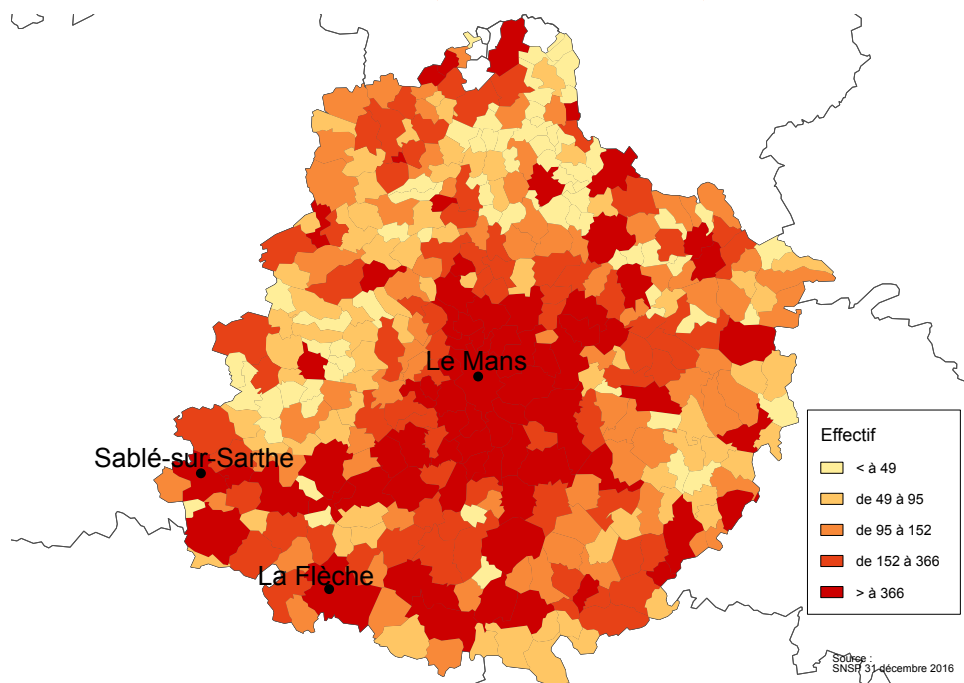 Le Mans
Sablé-sur-Sarthe
La Flèche
Effectif
< à 49
de 49 à 95
de 95 à 152
de 152 à 366
> à 366
Source :
SNSP 31 décembre 2016